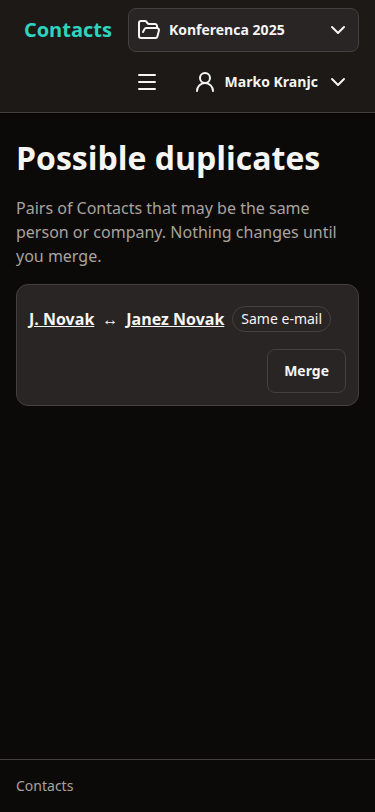 Contacts
Konferenca 2025
Marko Kranjc
Possible duplicates
Pairs of Contacts that may be the same
person or company. Nothing changes until
you merge.
J. Novak ↔ Janez Novak Same e-mail
Merge
Contacts